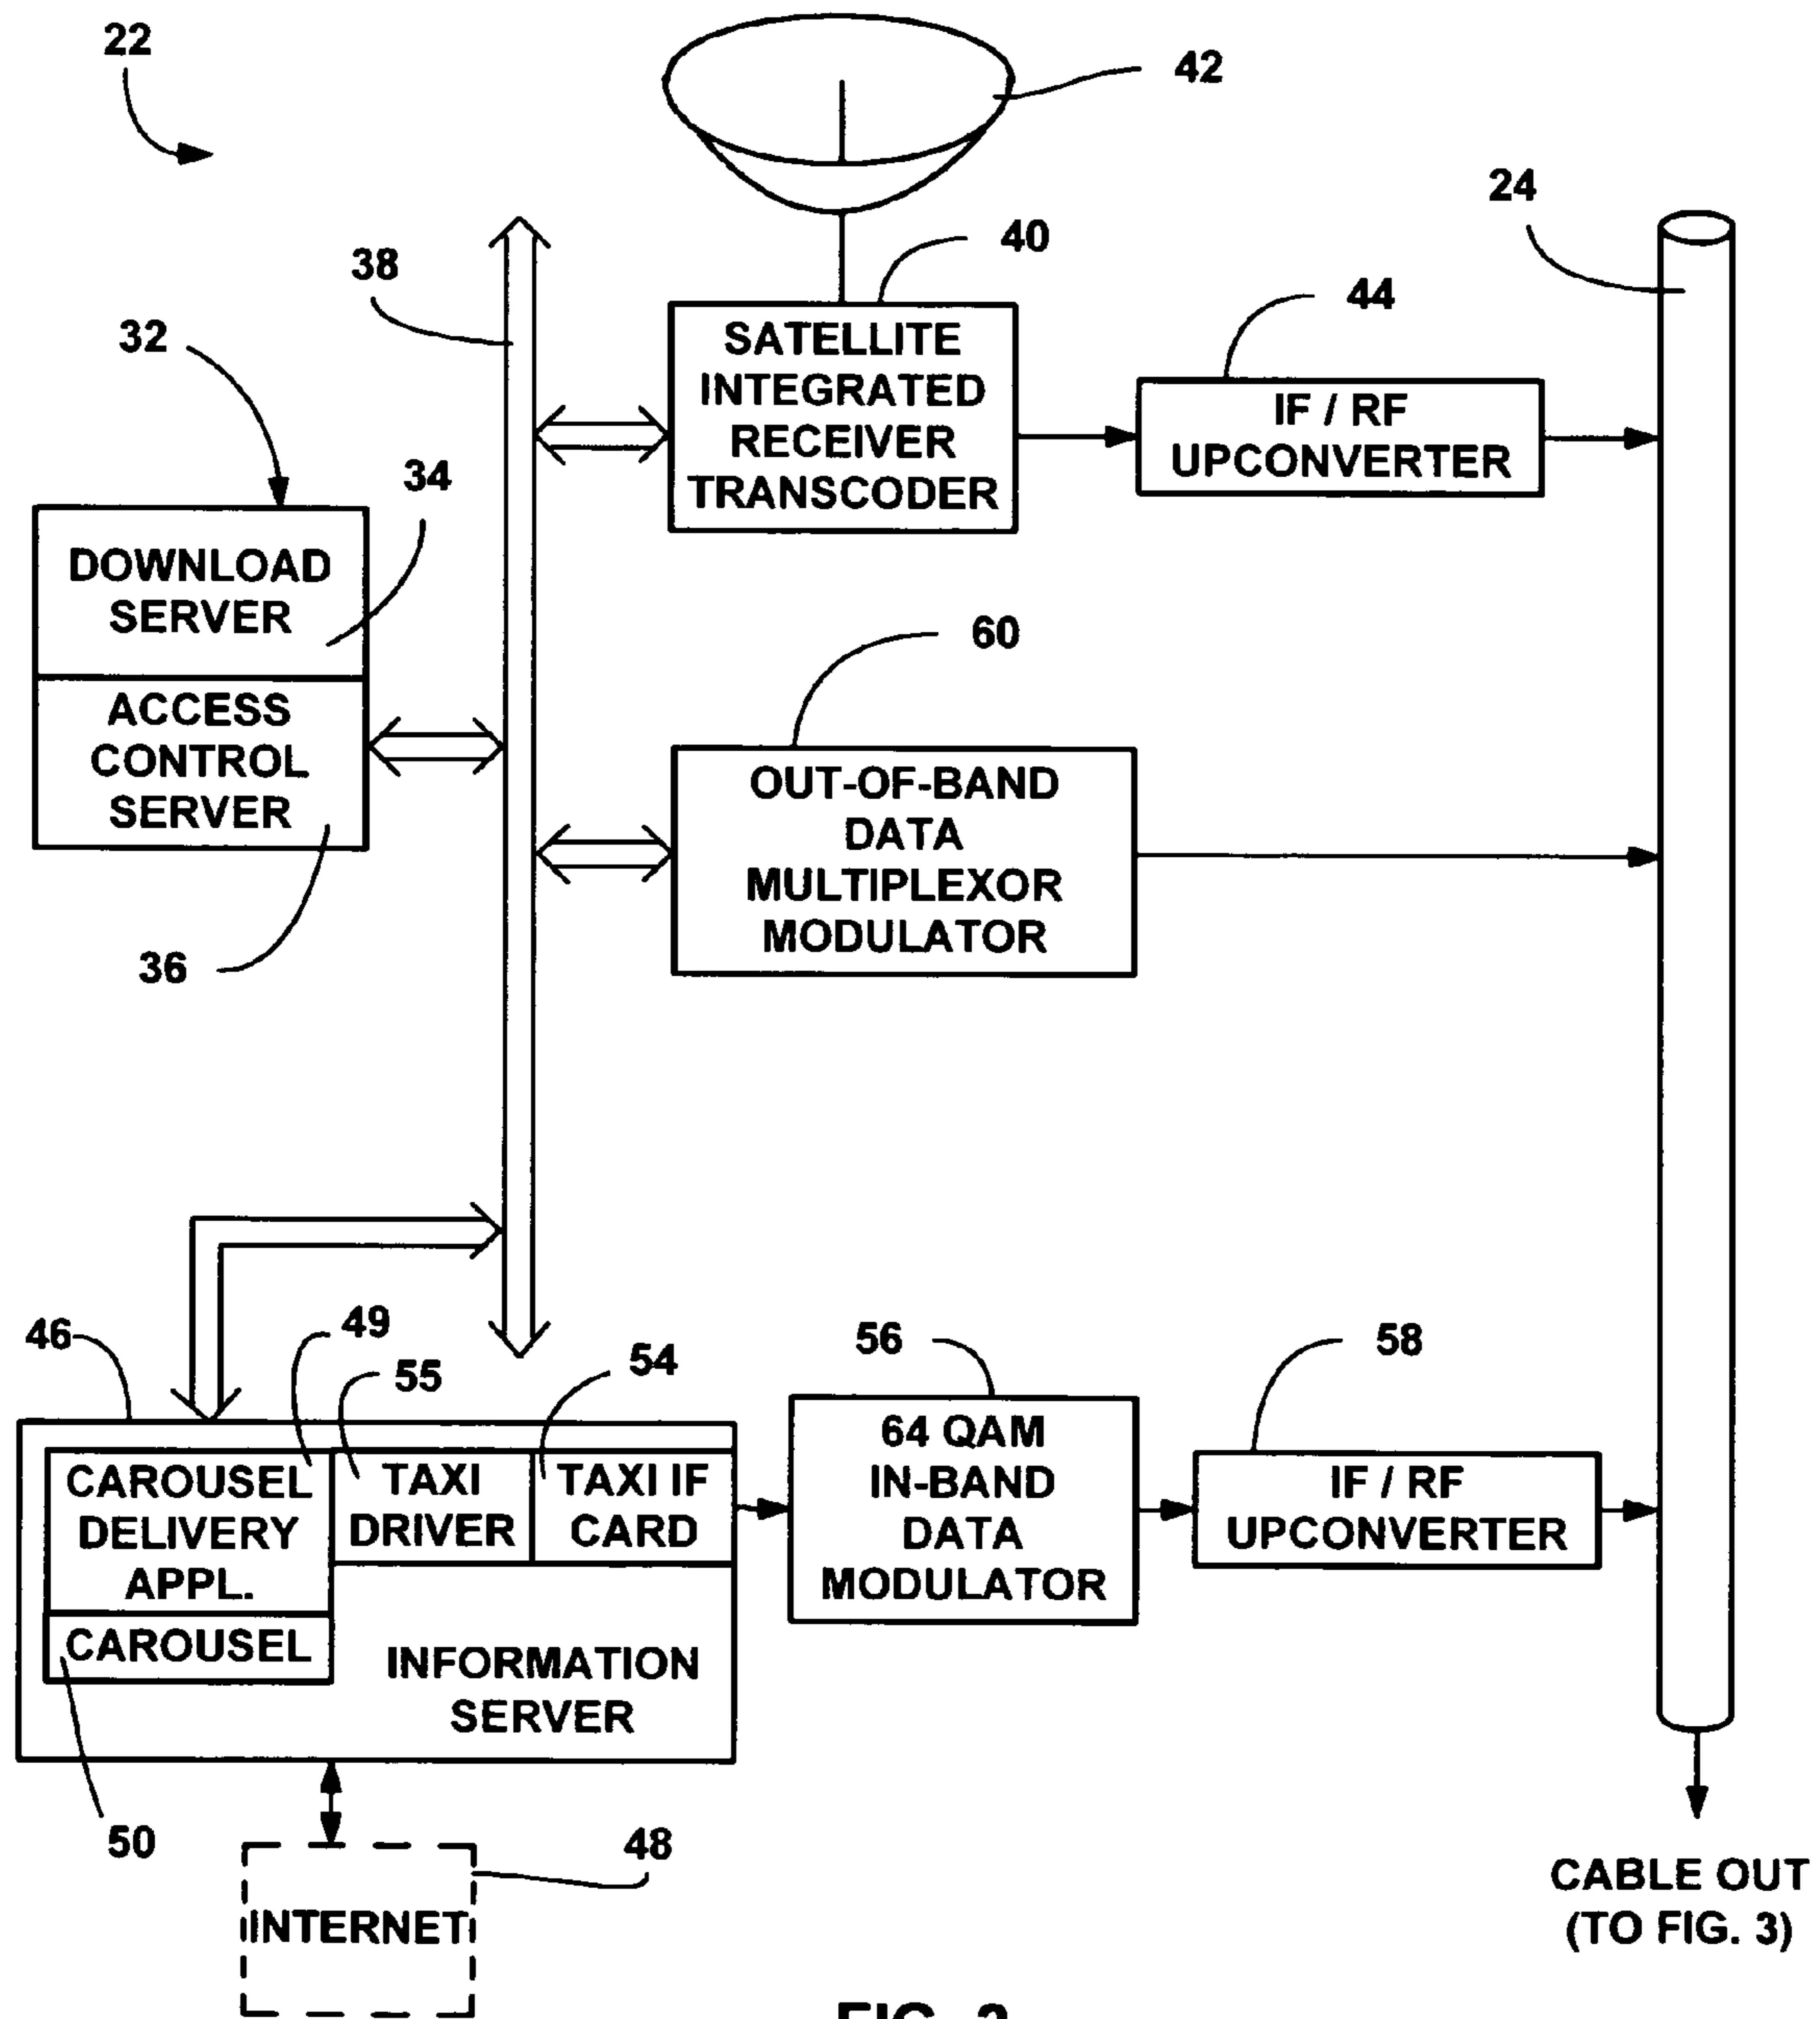 22
42
24
38
40
44
32
SATELLITE
INTEGRATED
RECEIVER
TRANSCODER
IF / RF
UPCONVERTER
34
DOWNLOAD
SERVER
60
ACCESS
CONTROL
SERVER
OUT-OF-BAND
DATA
MULTIPLEXOR
MODULATOR
36
46
49
55
54
56
58
CAROUSEL
DELIVERY
APPL.
TAXI
DRIVER
TAXI IF
CARD
64 QAM
IN-BAND
DATA
MODULATOR
IF / RF
UPCONVERTER
CAROUSEL
INFORMATION
SERVER
50
48
INTERNET
CABLE OUT
(TO FIG. 3)